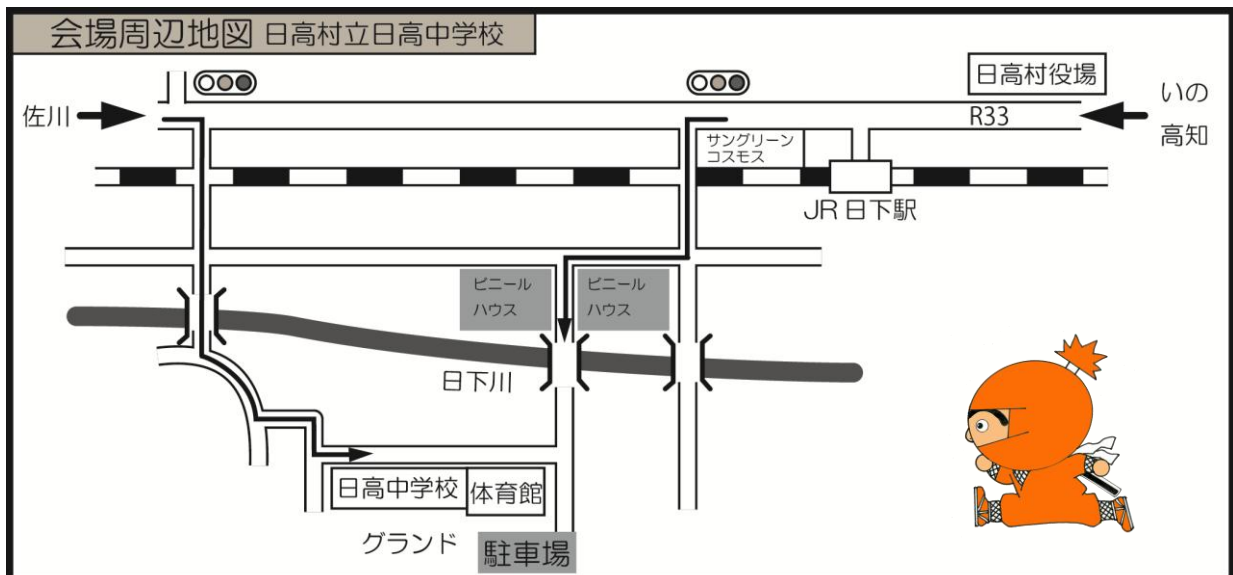 会場周辺地図 日高村立日高中学校
日高村役場
佐川
R33
いの
高知
サングリーン
コスモス
JR日下駅
ビニール
ハウス
ビニール
ハウス
日下川
日高中学校
体育館
グランド
駐車場